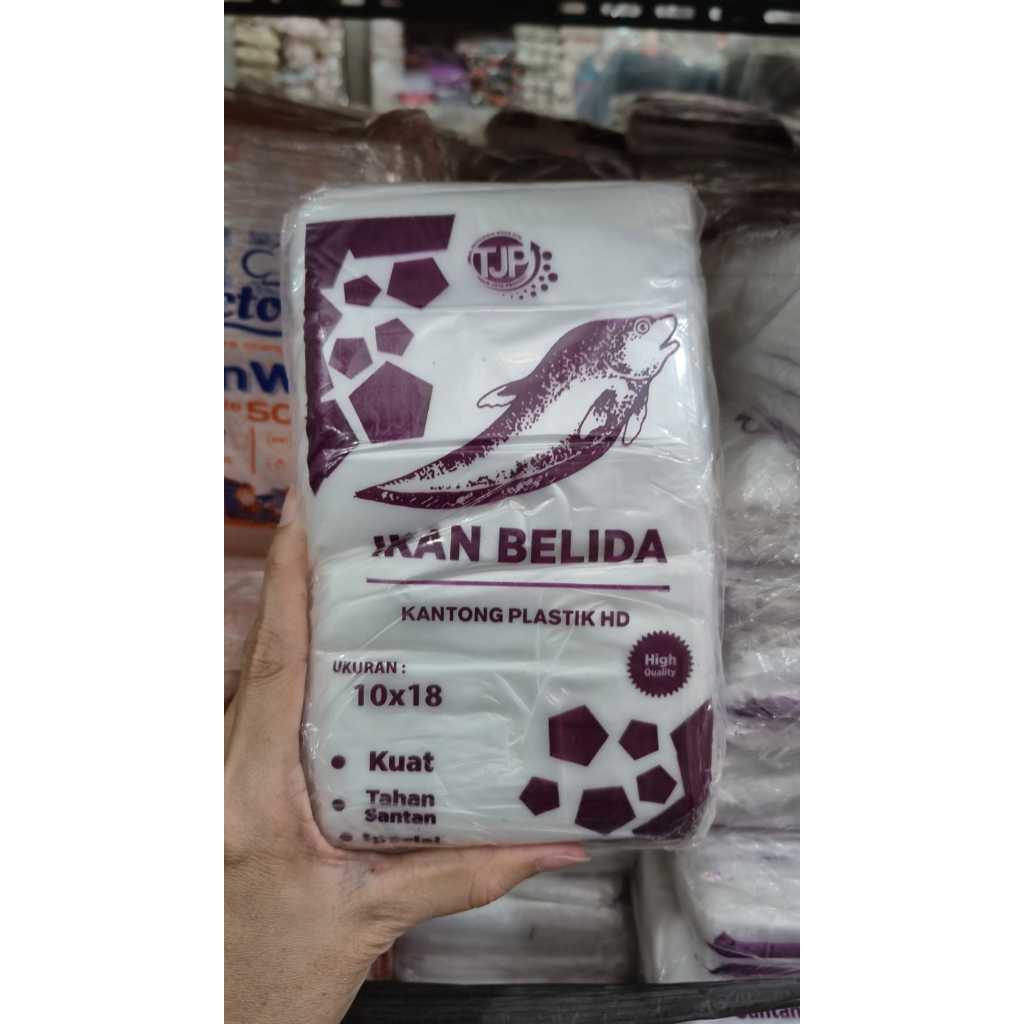 TJP
IKAN BELIDA
KANTONG PLASTIK HD
High
Quality
UKURAN :
10x18
Kuat
Tahan
Santan